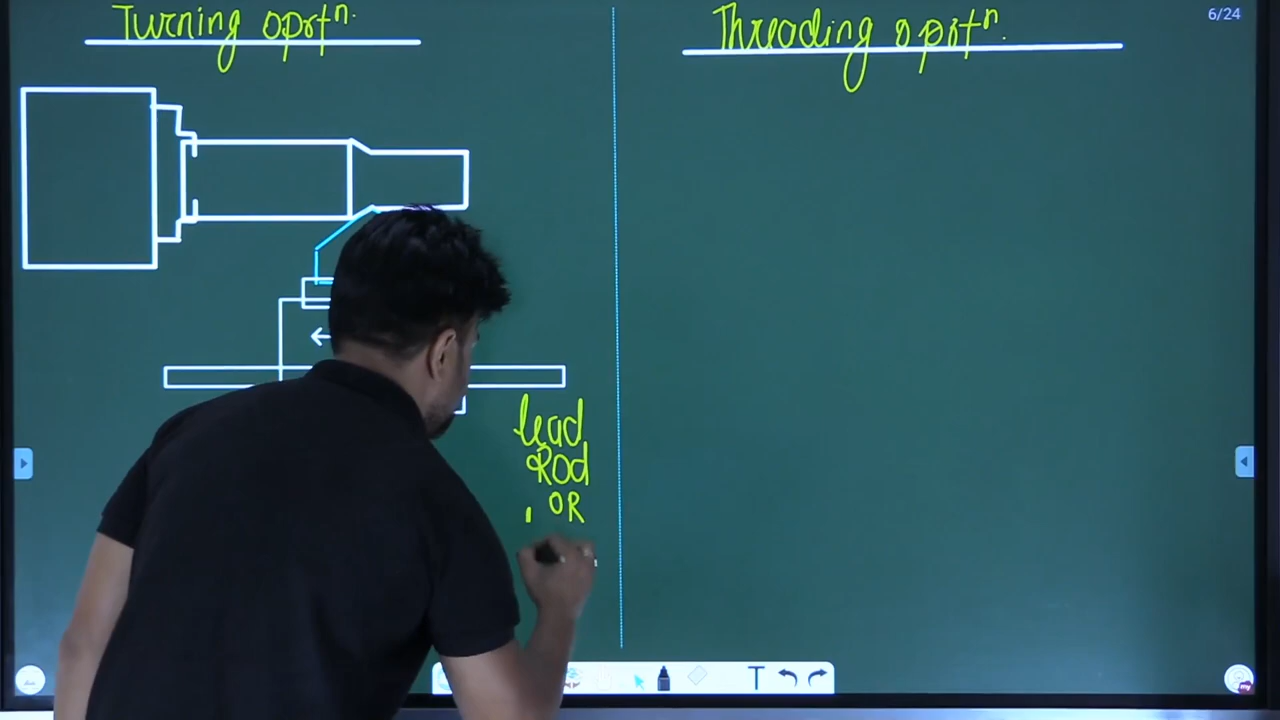 Turning oprtⁿ.
Threading oprtⁿ.
6/24
lead
Rod
OR
T